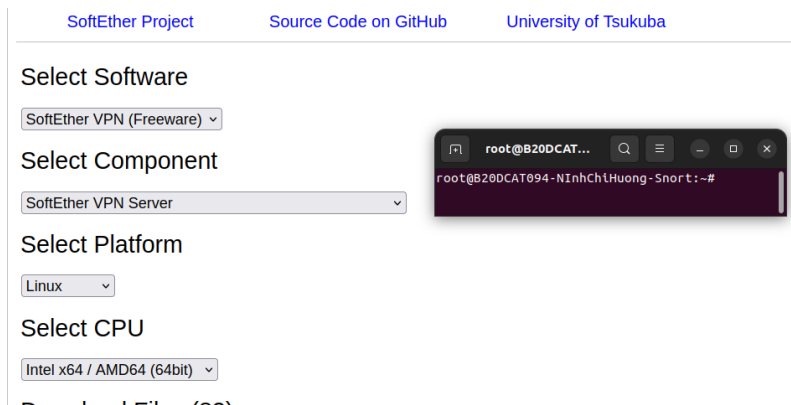 SoftEther Project Source Code on GitHub University of Tsukuba
Select Software
SoftEther VPN (Freeware)
Select Component
SoftEther VPN Server
Select Platform
Linux
Select CPU
Intel x64 / AMD64 (64bit)
root@B20DCAT...
root@B20DCAT094-NInhChiHuong-Snort:~#